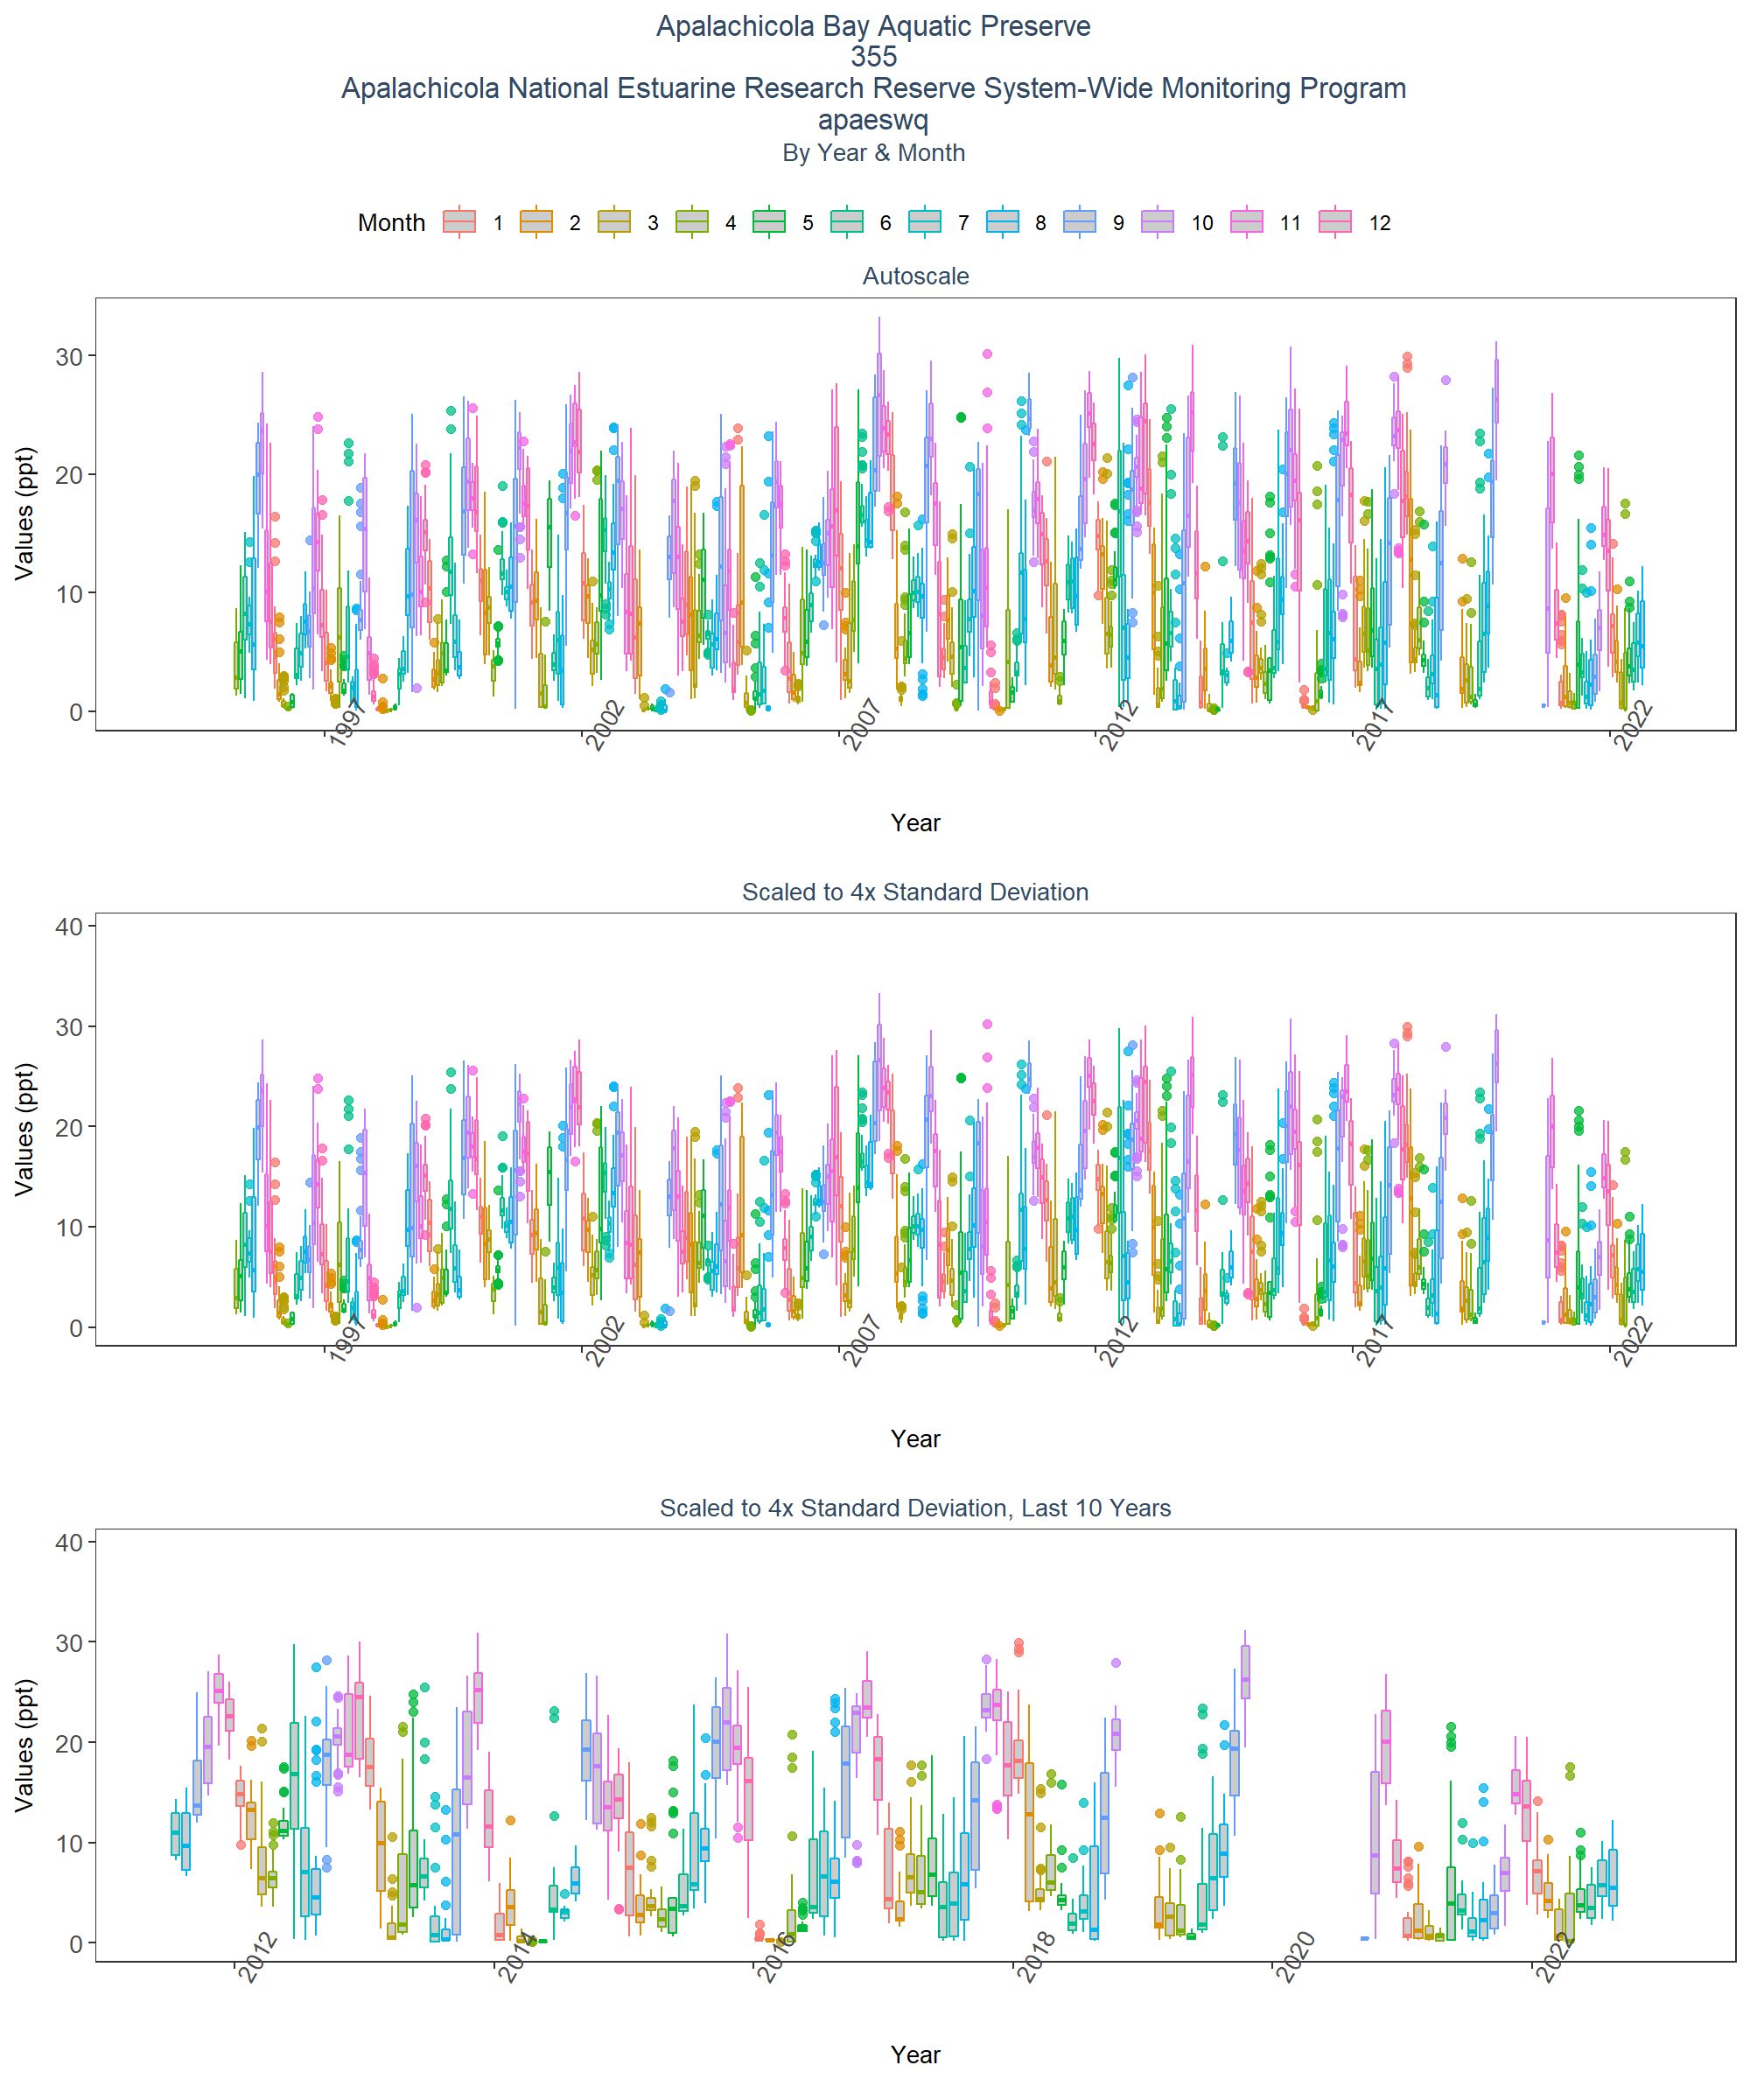 Apalachicola Bay Aquatic Preserve
355
Apalachicola National Estuarine Research Reserve System-Wide Monitoring Program
apaeswq
By Year & Month
Month 1 2 3 4 5 6 7 8 9 10 11 12
Autoscale
Values (ppt)
30
20
10
0
1997 2002 2007 2012 2017 2022
Year
Scaled to 4x Standard Deviation
Values (ppt)
40
30
20
10
0
1997 2002 2007 2012 2017 2022
Year
Scaled to 4x Standard Deviation, Last 10 Years
Values (ppt)
40
30
20
10
0
2012 2014 2016 2018 2020 2022
Year